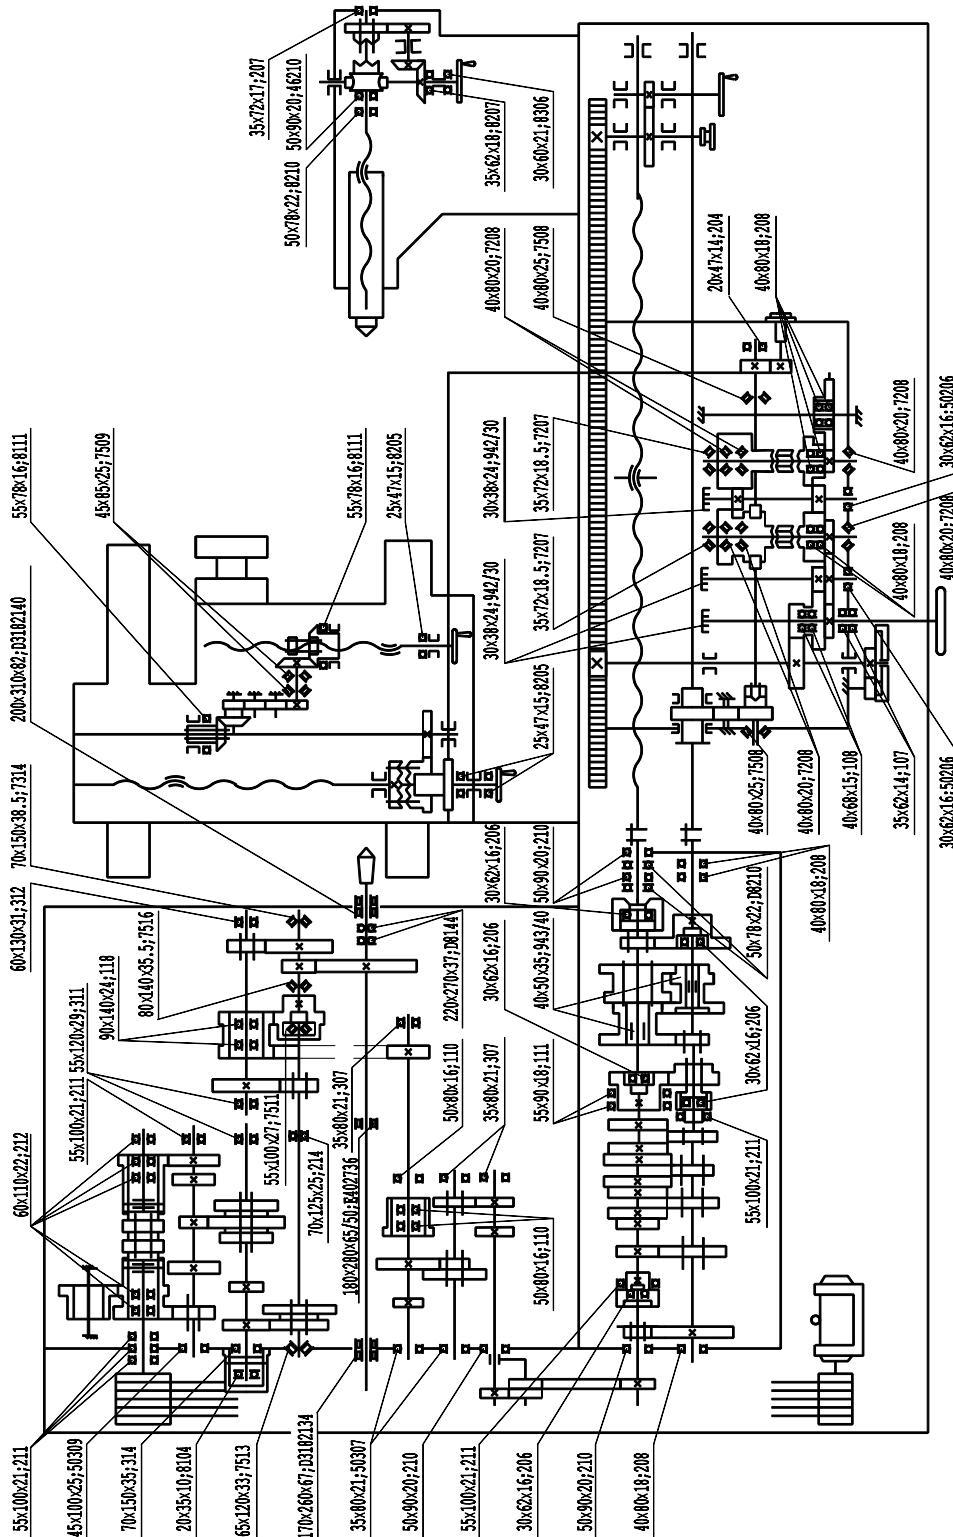 35x72x17;207
50x90x20;46210
50x78x22;8210
35x62x18;8207
30x60x21;8306
40x80x20;7208
40x80x25;7508
20x47x14;204
40x80x18;208
55x78x16;8111
45x85x25;7509
55x78x16;8111
25x47x15;8205
30x38x24;942/30
35x72x18.5;7207
40x80x20;7208
30x62x16;50206
200x310x82;D3182140
30x38x24;942/30
35x72x18.5;7207
40x80x18;208
40x80x20;7208
25x47x15;8205
70x150x38.5;7314
40x80x25;7508
40x80x20;7208
40x68x15;108
35x62x14;107
30x62x16;50206
60x130x31;312
30x62x16;206
50x90x20;210
50x78x22;D8210
40x80x18;208
55x120x29;311
90x140x24;118
80x140x35.5;7516
220x270x37;D8144
30x62x16;206
40x50x35;943/40
60x110x22;212
55x100x21;211
55x100x27;7511
70x125x25;214
35x80x21;307
180x280x65/50;E402736
50x80x16;110
35x80x21;307
50x80x16;110
55x90x18;111
30x62x16;206
55x100x21;211
55x100x21;211
45x100x25;50309
70x150x35;314
20x35x10;8104
65x120x33;7513
170x260x67;D3182134
35x80x21;50307
50x90x20;210
55x100x21;211
30x62x16;206
50x90x20;210
40x80x18;208